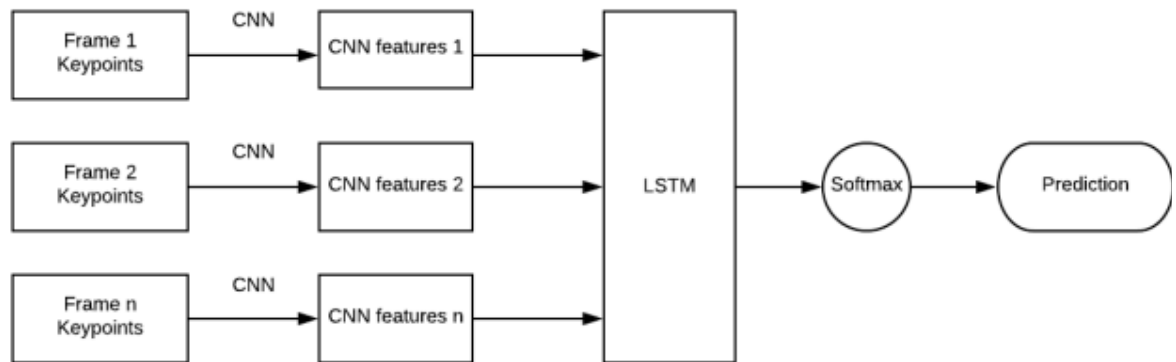 Frame 1
Keypoints
CNN
CNN features 1
Frame 2
Keypoints
CNN
CNN features 2
Frame n
Keypoints
CNN
CNN features n
LSTM
Softmax
Prediction